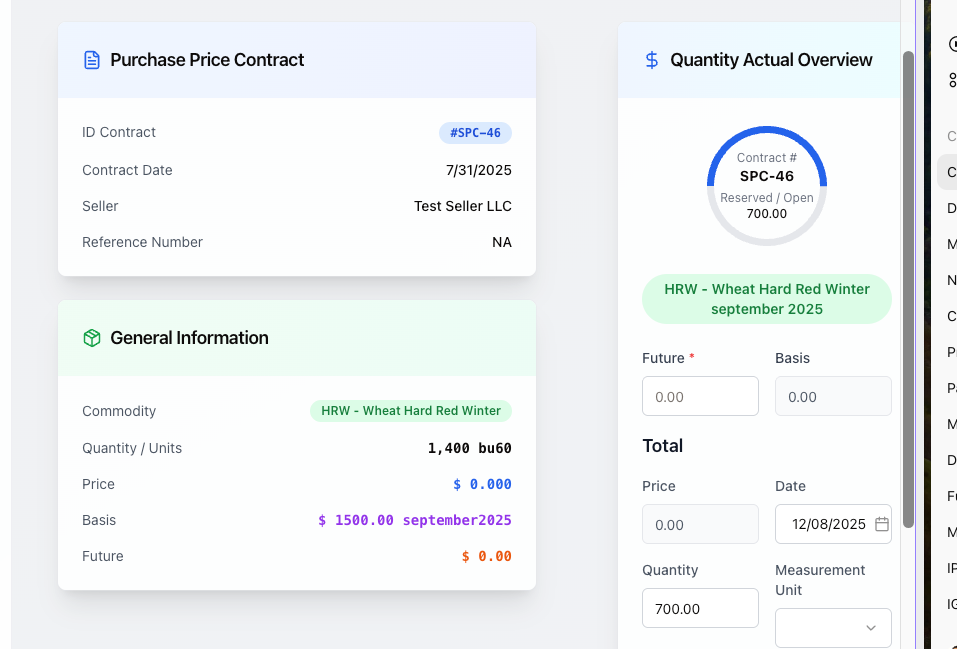 Purchase Price Contract
ID Contract #SPC-46
Contract Date 7/31/2025
Seller Test Seller LLC
Reference Number NA
General Information
Commodity HRW - Wheat Hard Red Winter
Quantity / Units 1,400 bu60
Price $ 0.000
Basis $ 1500.00 september2025
Future $ 0.00
Quantity Actual Overview
Contract #
SPC-46
Reserved / Open
700.00
HRW - Wheat Hard Red Winter
september 2025
Future * Basis
0.00 0.00
Total
Price Date
0.00 12/08/2025
Quantity Measurement
Unit
700.00